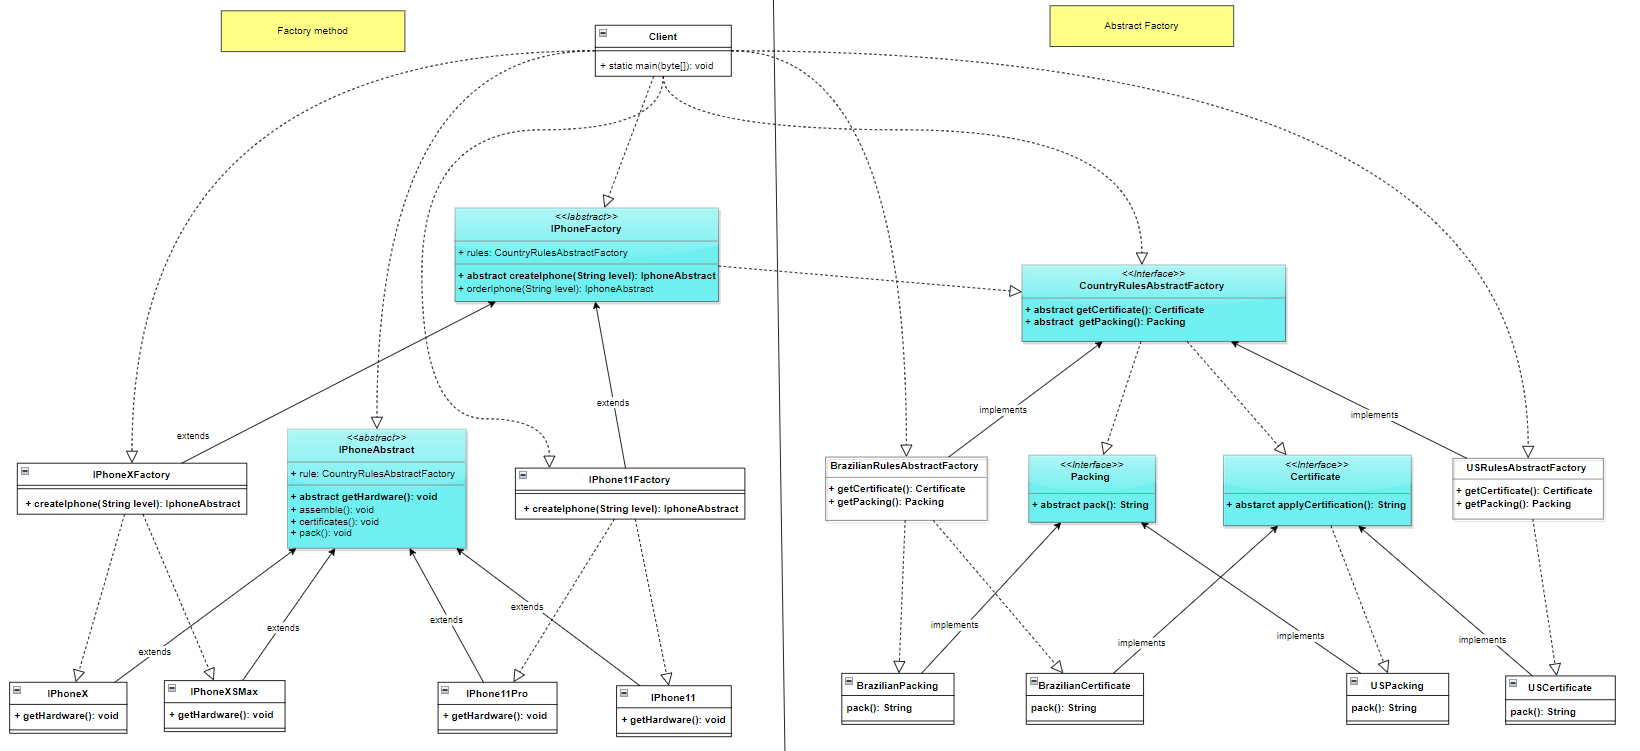 Factory method
Abstract Factory
Client
+ static main(byte[]): void
<<Iabstract>>
IPhoneFactory
+ rules: CountryRulesAbstractFactory
+ abstract createIphone(String level): IphoneAbstract
+ orderIphone(String level): IphoneAbstract
<<Interface>>
CountryRulesAbstractFactory
+ abstract getCertificate(): Certificate
+ abstract  getPacking(): Packing
extends
extends
implements
implements
IPhoneXFactory
+ createIphone(String level): IphoneAbstract
<<abstract>>
IPhoneAbstract
+ rule: CountryRulesAbstractFactory
+ abstract getHardware(): void
+ assemble(): void
+ certificates(): void
+ pack(): void
IPhone11Factory
+ createIphone(String level): IphoneAbstract
BrazilianRulesAbstractFactory
+ getCertificate(): Certificate
+ getPacking(): Packing
<<Interface>>
Packing
+ abstract pack(): String
<<Interface>>
Certificate
+ abstarct applyCertification(): String
USRulesAbstractFactory
+ getCertificate(): Certificate
+ getPacking(): Packing
extends
extends
extends
extends
implements
implements
implements
implements
IPhoneX
+ getHardware(): void
IPhoneXSMax
+ getHardware(): void
IPhone11Pro
+ getHardware(): void
IPhone11
+ getHardware(): void
BrazilianPacking
pack(): String
BrazilianCertificate
pack(): String
USPacking
pack(): String
USCertificate
pack(): String